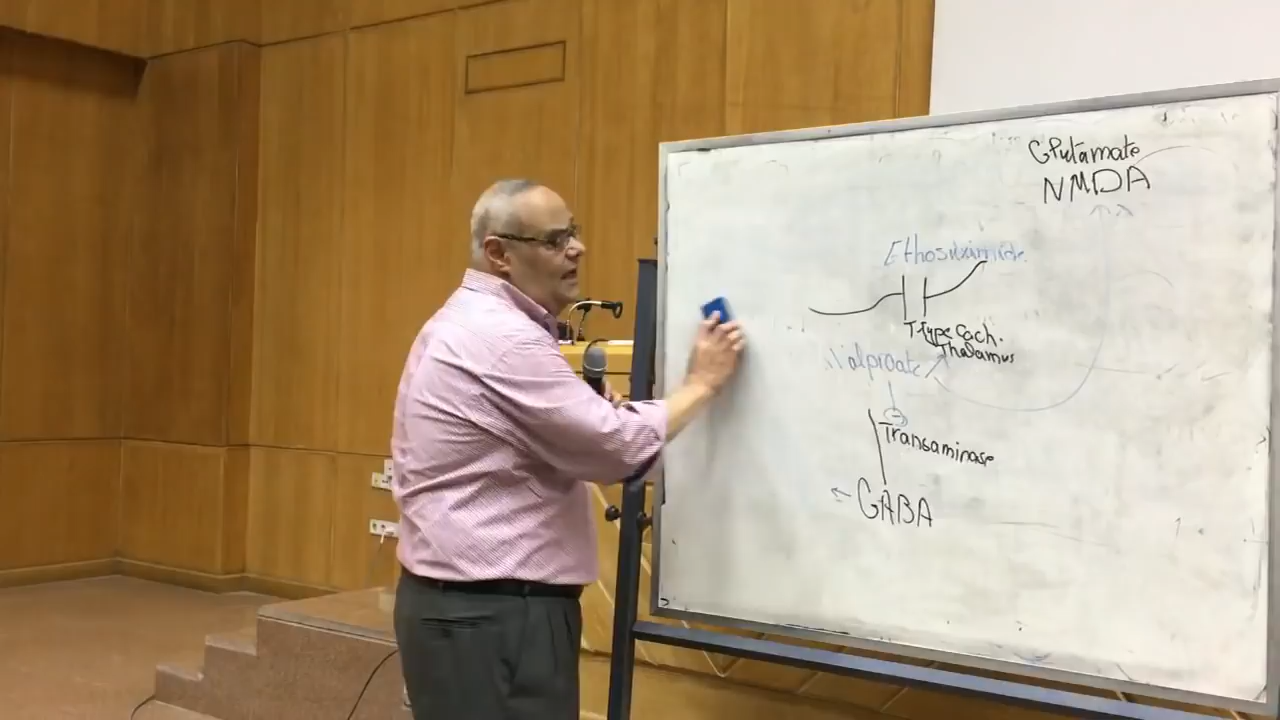 Glutamate
NMDA
Ethosuximide
T-type Ca ch.
Thalamus
Valproate
Transaminase
GABA